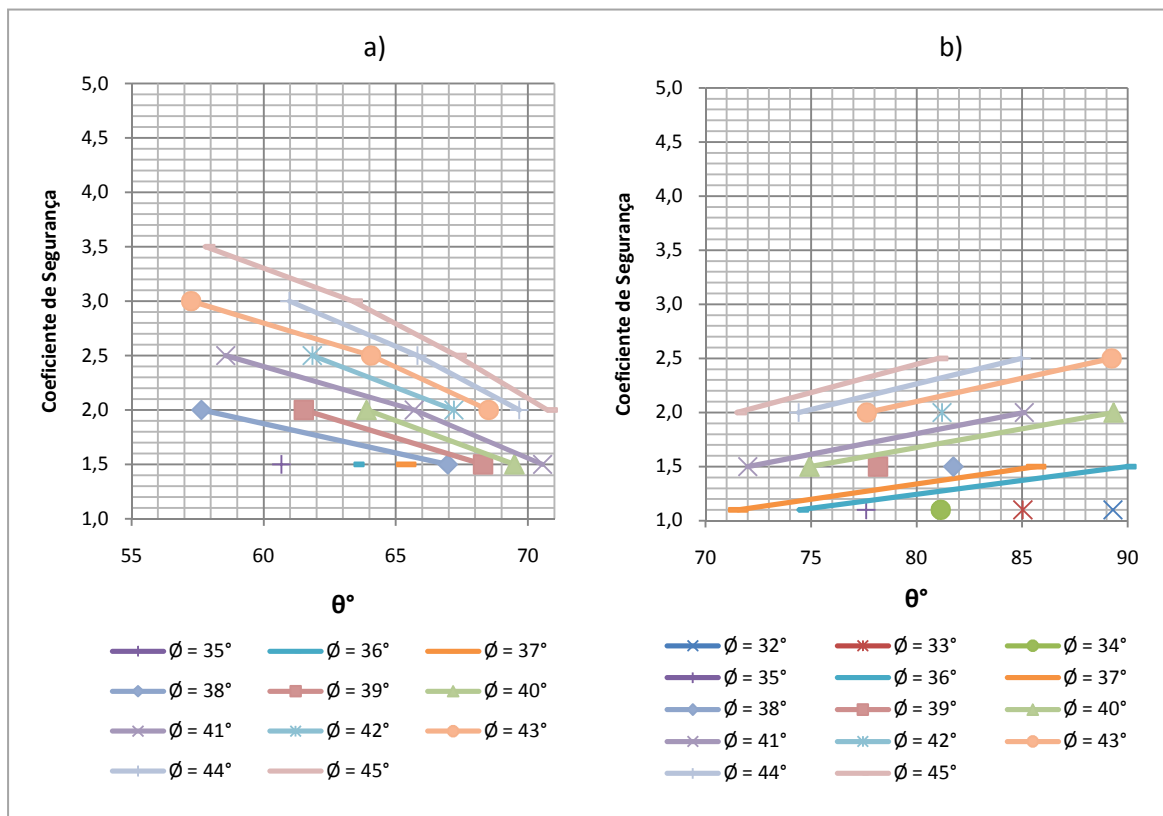 a)
5,0
4,5
4,0
3,5
3,0
2,5
2,0
1,5
1,0
Coeficiente de Segurança
55 60 65 70
θ°
Ø = 35° Ø = 36° Ø = 37°
Ø = 38° Ø = 39° Ø = 40°
Ø = 41° Ø = 42° Ø = 43°
Ø = 44° Ø = 45°
b)
5,0
4,5
4,0
3,5
3,0
2,5
2,0
1,5
1,0
Coeficiente de Segurança
70 75 80 85 90
θ°
Ø = 32° Ø = 33° Ø = 34°
Ø = 35° Ø = 36° Ø = 37°
Ø = 38° Ø = 39° Ø = 40°
Ø = 41° Ø = 42° Ø = 43°
Ø = 44° Ø = 45°